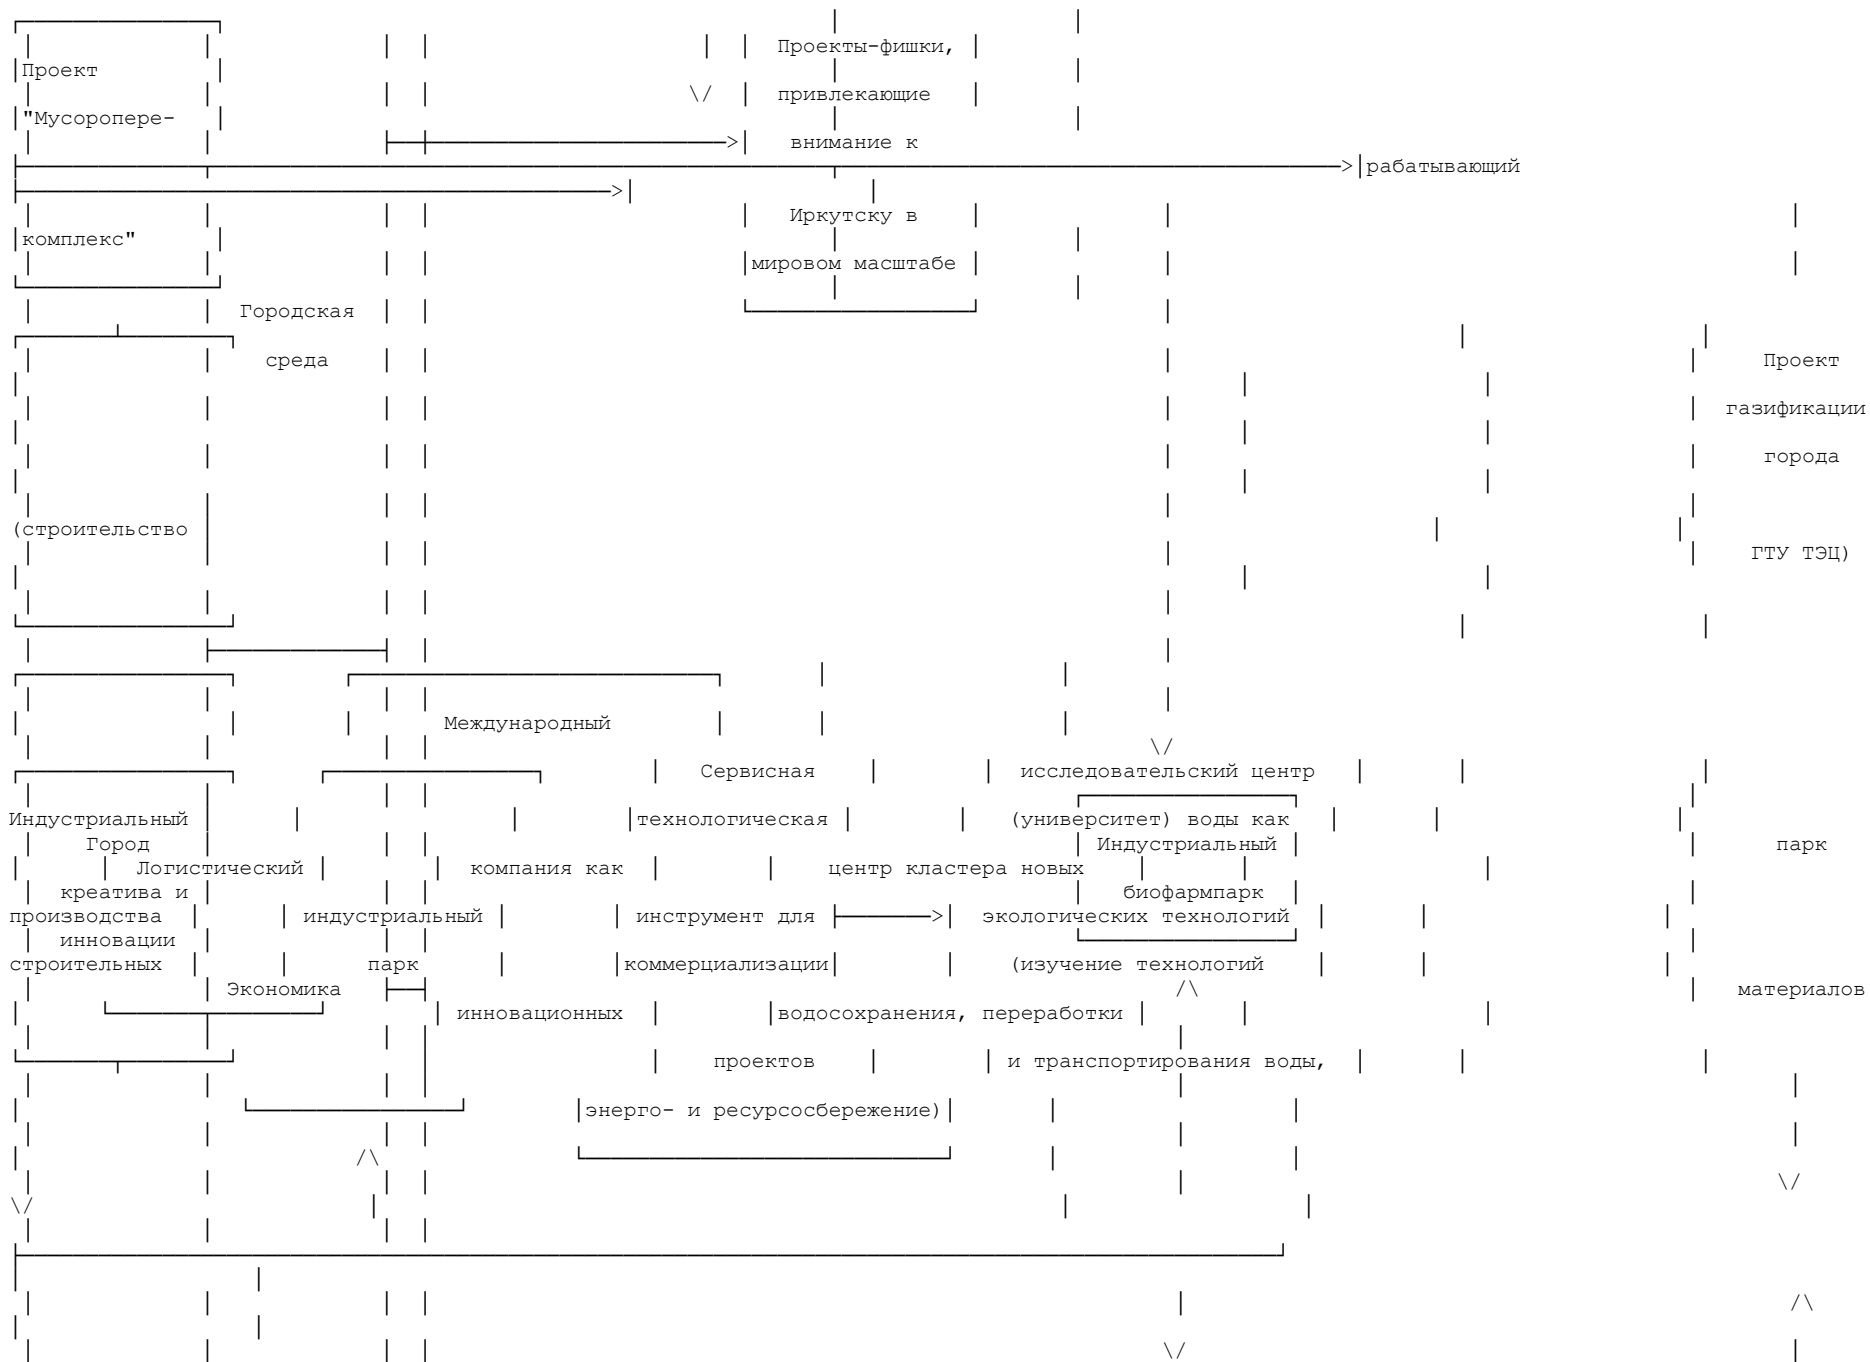 Проекты-фишки,
Проект
привлекающие
"Мусоропере-
внимание к
рабатывающий
Иркутску в
комплекс"
мировом масштабе
Городская
среда Проект
газификации
города
(строительство
ГТУ ТЭЦ)
Международный
Сервисная исследовательский центр
Индустриальный технологическая (университет) воды как
Город Индустриальный парк
Логистический компания как центр кластера новых
креатива и биофармпарк
производства индустриальный инструмент для экологических технологий
инновации
строительных парк коммерциализации (изучение технологий
Экономика материалов
инновационных водосохранения, переработки
проектов и транспортирования воды,
энерго- и ресурсосбережение)